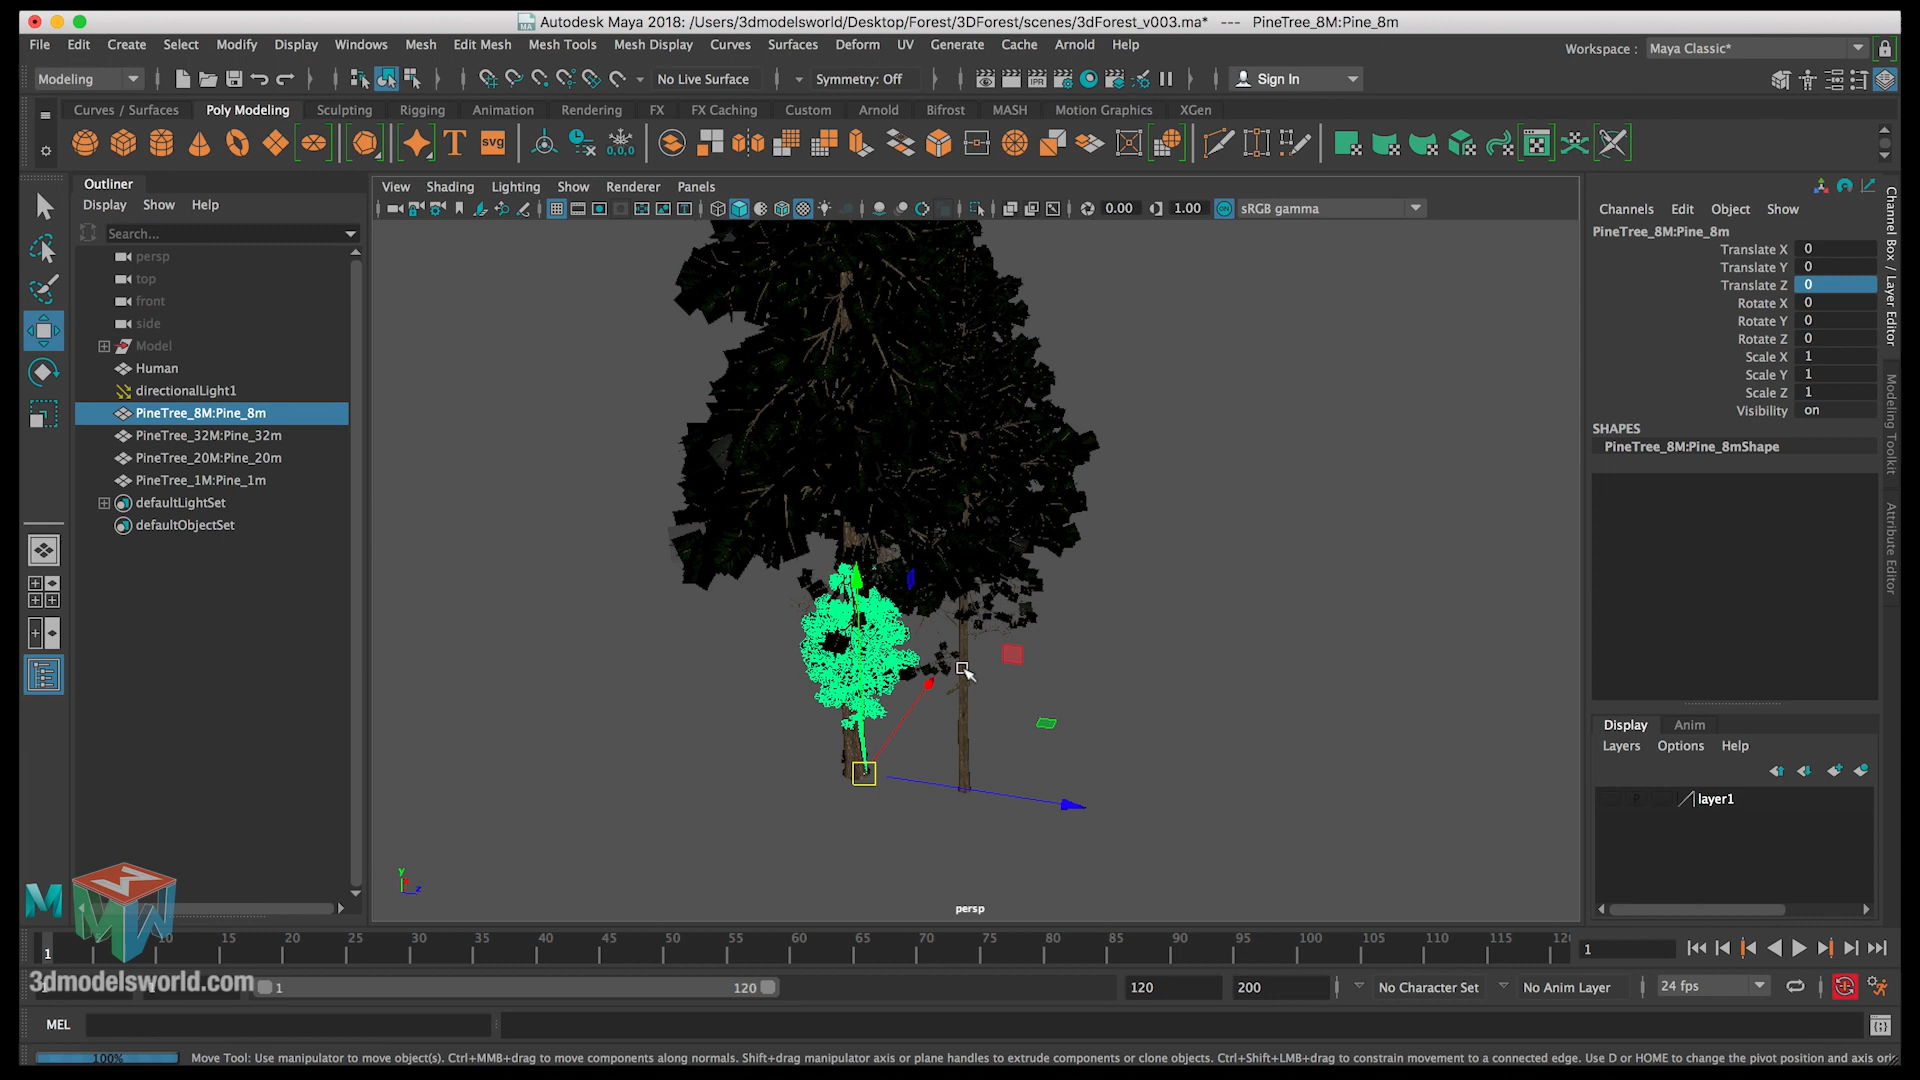 Autodesk Maya 2018: /Users/3dmodelsworld/Desktop/Forest/3DForest/scenes/3dForest_v003.ma* --- PineTree_8M:Pine_8m
File Edit Create Select Modify Display Windows Mesh Edit Mesh Mesh Tools Mesh Display Curves Surfaces Deform UV Generate Cache Arnold Help
Workspace : Maya Classic*
Modeling No Live Surface Symmetry: Off IPR Sign In
Curves / Surfaces Poly Modeling Sculpting Rigging Animation Rendering FX FX Caching Custom Arnold Bifrost MASH Motion Graphics XGen
T SVG 0,0,0
Outliner
Display Show Help
Search...
persp
top
front
side
Model
Human
directionalLight1
PineTree_8M:Pine_8m
PineTree_32M:Pine_32m
PineTree_20M:Pine_20m
PineTree_1M:Pine_1m
defaultLightSet
defaultObjectSet
View Shading Lighting Show Renderer Panels
0.00 1.00 ON sRGB gamma
y
z
persp
Channels Edit Object Show
PineTree_8M:Pine_8m
Translate X 0
Translate Y 0
Translate Z 0
Rotate X 0
Rotate Y 0
Rotate Z 0
Scale X 1
Scale Y 1
Scale Z 1
Visibility on
SHAPES
PineTree_8M:Pine_8mShape
Channel Box / Layer Editor
Modeling Toolkit
Attribute Editor
Display Anim
Layers Options Help
P layer1
1 10 15 20 25 30 35 40 45 50 55 60 65 70 75 80 85 90 95 100 105 110 115 12 1
3dmodelsworld.com
1 120 120 200 No Character Set No Anim Layer 24 fps
MEL
100% Move Tool: Use manipulator to move object(s). Ctrl+MMB+drag to move components along normals. Shift+drag manipulator axis or plane handles to extrude components or clone objects. Ctrl+Shift+LMB+drag to constrain movement to a connected edge. Use D or HOME to change the pivot position and axis ori